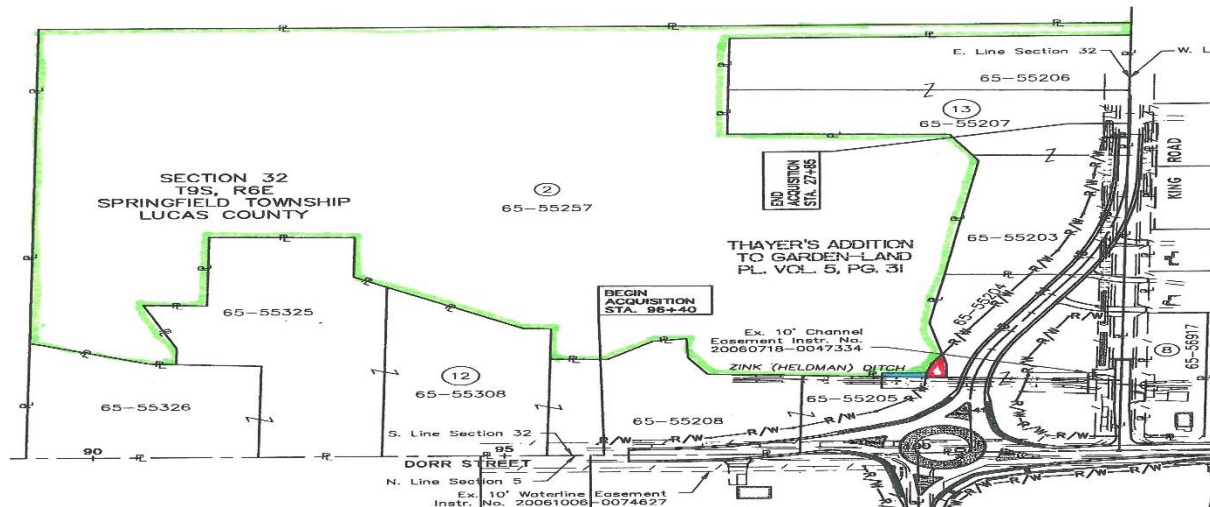 E. Line Section 32
W. L
65-55206
13
65-55207
KING ROAD
SECTION 32
T9S, R6E
SPRINGFIELD TOWNSHIP
LUCAS COUNTY
2
65-55257
END
ACQUISITION
STA. 27+85
65-55203
THAYER'S ADDITION
TO GARDEN-LAND
PL. VOL. 5, PG. 31
BEGIN
ACQUISITION
STA. 96+40
65-55204
65-55325
Ex. 10' Channel
Easement Instr. No.
20060718-0047334
8
65-56917
ZINK (HELDMAN) DITCH
12
65-55308
65-55326
65-55208
65-55205
S. Line Section 32
R/W
R/W
R/W
R/W
R/W
R/W
R/W
R/W
R/W
R/W
R/W
R/W
R/W
R/W
90
95
DORR STREET
N. Line Section 5
Ex. 10' Waterline Easement
Instr. No. 20061006-0074627